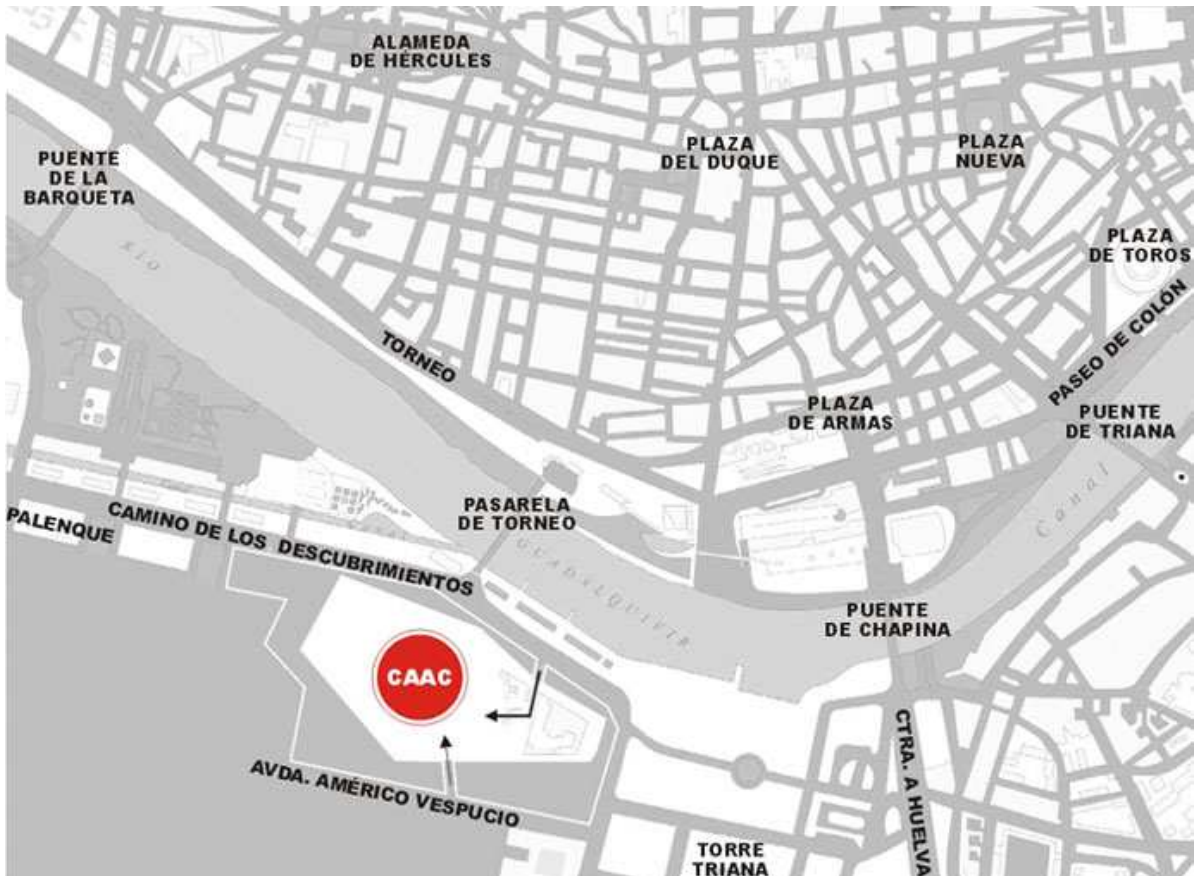 ALAMEDA
DE HÉRCULES
PUENTE
DE LA
BARQUETA
PLAZA
DEL DUQUE
PLAZA
NUEVA
PLAZA
DE TOROS
RIO
TORNEO
PASEO DE COLÓN
PLAZA
DE ARMAS
PUENTE
DE TRIANA
Canal
PASARELA
DE TORNEO
PALENQUE
CAMINO DE LOS DESCUBRIMIENTOS
GUADALQUIVIR
PUENTE
DE CHAPINA
CAAC
AVDA. AMÉRICO VESPUCIO
CTRA. A HUELVA
TORRE
TRIANA